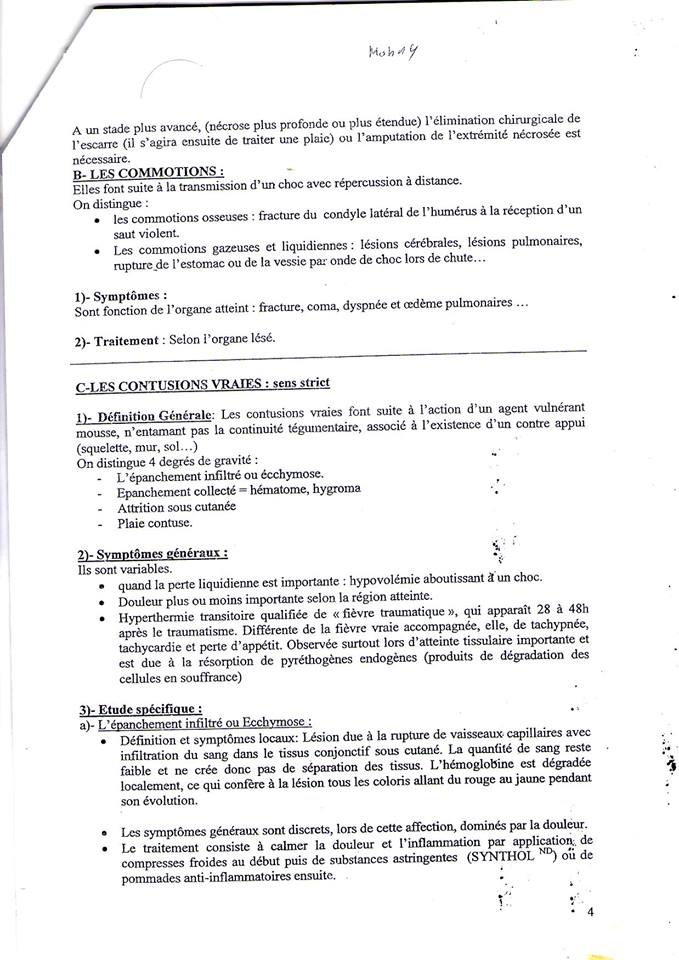 A un stade plus avancé, (nécrose plus profonde ou plus étendue) l'élimination chirurgicale de
l'escarre (il s'agira ensuite de traiter une plaie) ou l'amputation de l'extrémité nécrosée est
nécessaire.
B- LES COMMOTIONS :
Elles font suite à la transmission d'un choc avec répercussion à distance.
On distingue :
• les commotions osseuses : fracture du condyle latéral de l'humérus à la réception d'un
saut violent.
• Les commotions gazeuses et liquidiennes : lésions cérébrales, lésions pulmonaires,
rupture de l'estomac ou de la vessie par onde de choc lors de chute…
1)- Symptômes :
Sont fonction de l'organe atteint : fracture, coma, dyspnée et œdème pulmonaires …
2)- Traitement : Selon l'organe lésé.
C-LES CONTUSIONS VRAIES : sens strict
1)- Définition Générale: Les contusions vraies font suite à l'action d'un agent vulnérant
mousse, n'entamant pas la continuité tégumentaire, associé à l'existence d'un contre appui
(squelette, mur, sol…)
On distingue 4 degrés de gravité :
- L'épanchement infiltré ou écchymose.
- Epanchement collecté = hématome, hygroma
- Attrition sous cutanée
- Plaie contuse.
2)- Symptômes généraux :
Ils sont variables.
• quand la perte liquidienne est importante : hypovolémie aboutissant à un choc.
• Douleur plus ou moins importante selon la région atteinte.
• Hyperthermie transitoire qualifiée de « fièvre traumatique », qui apparaît 28 à 48h
après le traumatisme. Différente de la fièvre vraie accompagnée, elle, de tachypnée,
tachycardie et perte d'appétit. Observée surtout lors d'atteinte tissulaire importante et
est due à la résorption de pyréthogènes endogènes (produits de dégradation des
cellules en souffrance)
3)- Etude spécifique :
a)- L'épanchement infiltré ou Ecchymose :
• Définition et symptômes locaux: Lésion due à la rupture de vaisseaux capillaires avec
infiltration du sang dans le tissus conjonctif sous cutané. La quantité de sang reste
faible et ne crée donc pas de séparation des tissus. L'hémoglobine est dégradée
localement, ce qui confère à la lésion tous les coloris allant du rouge au jaune pendant
son évolution.
• Les symptômes généraux sont discrets, lors de cette affection, dominés par la douleur.
• Le traitement consiste à calmer la douleur et l'inflammation par application de
compresses froides au début puis de substances astringentes (SYNTHOL ND) ou de
pommades anti-inflammatoires ensuite.
4